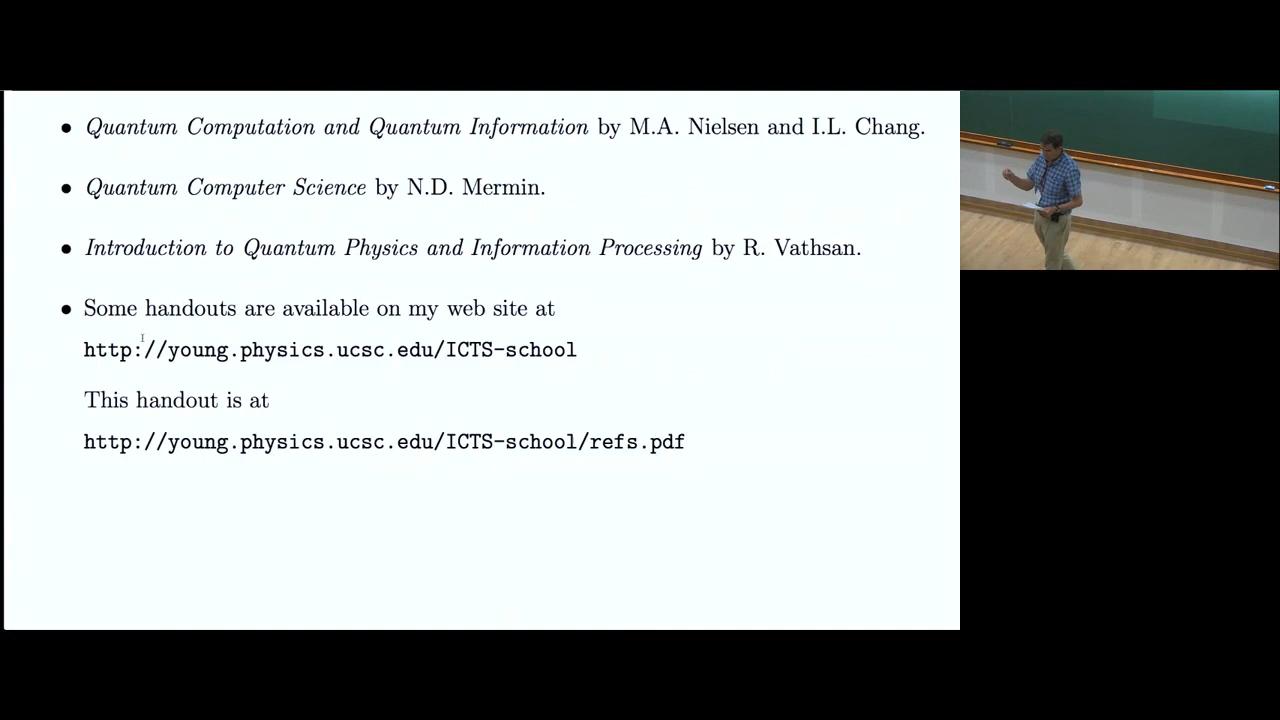 • Quantum Computation and Quantum Information by M.A. Nielsen and I.L. Chang.
• Quantum Computer Science by N.D. Mermin.
• Introduction to Quantum Physics and Information Processing by R. Vathsan.
• Some handouts are available on my web site at
http://young.physics.ucsc.edu/ICTS-school
This handout is at
http://young.physics.ucsc.edu/ICTS-school/refs.pdf